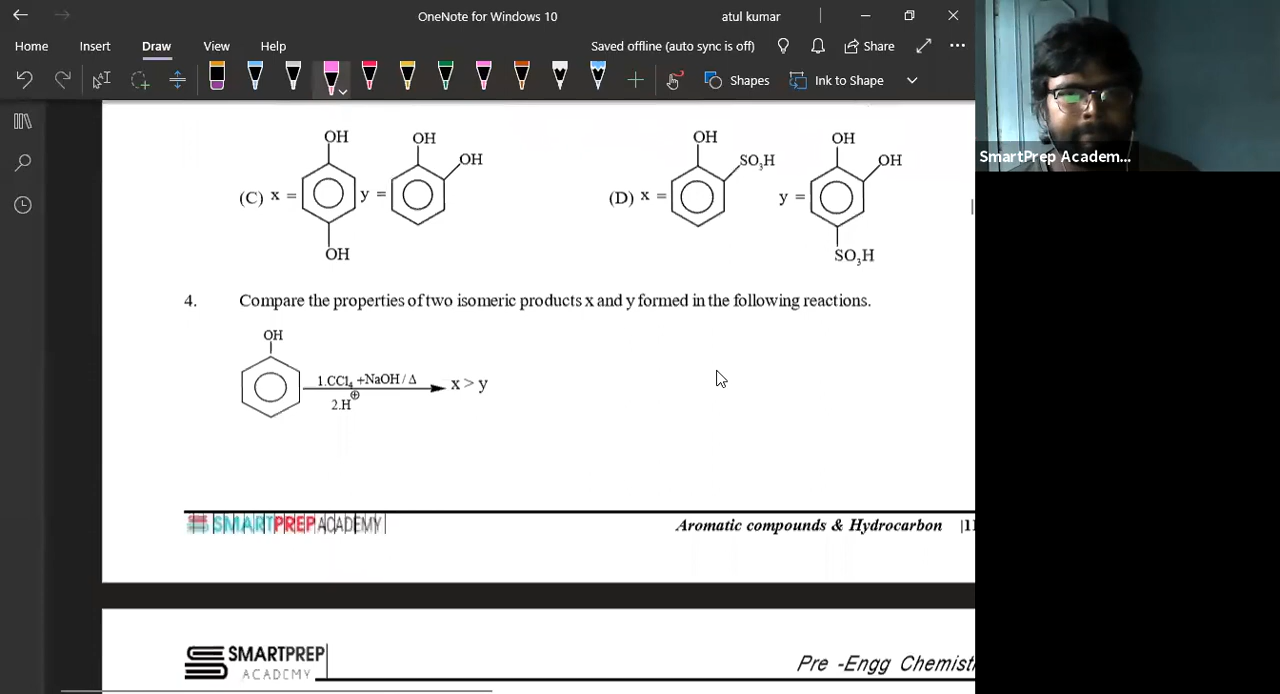 OneNote for Windows 10
atul kumar
Home Insert Draw View Help
Saved offline (auto sync is off)
Share
Shapes
Ink to Shape
SmartPrep Academ...
OH OH
OH
(C) x = y =
OH
OH OH
SO₃H OH
(D) x = y =
SO₃H
4. Compare the properties of two isomeric products x and y formed in the following reactions.
OH
1.CCl₄ +NaOH / Δ
x > y
2.H⊕
SMARTPREP ACADEMY
Aromatic compounds & Hydrocarbon |11
SMARTPREP
ACADEMY
Pre -Engg Chemist